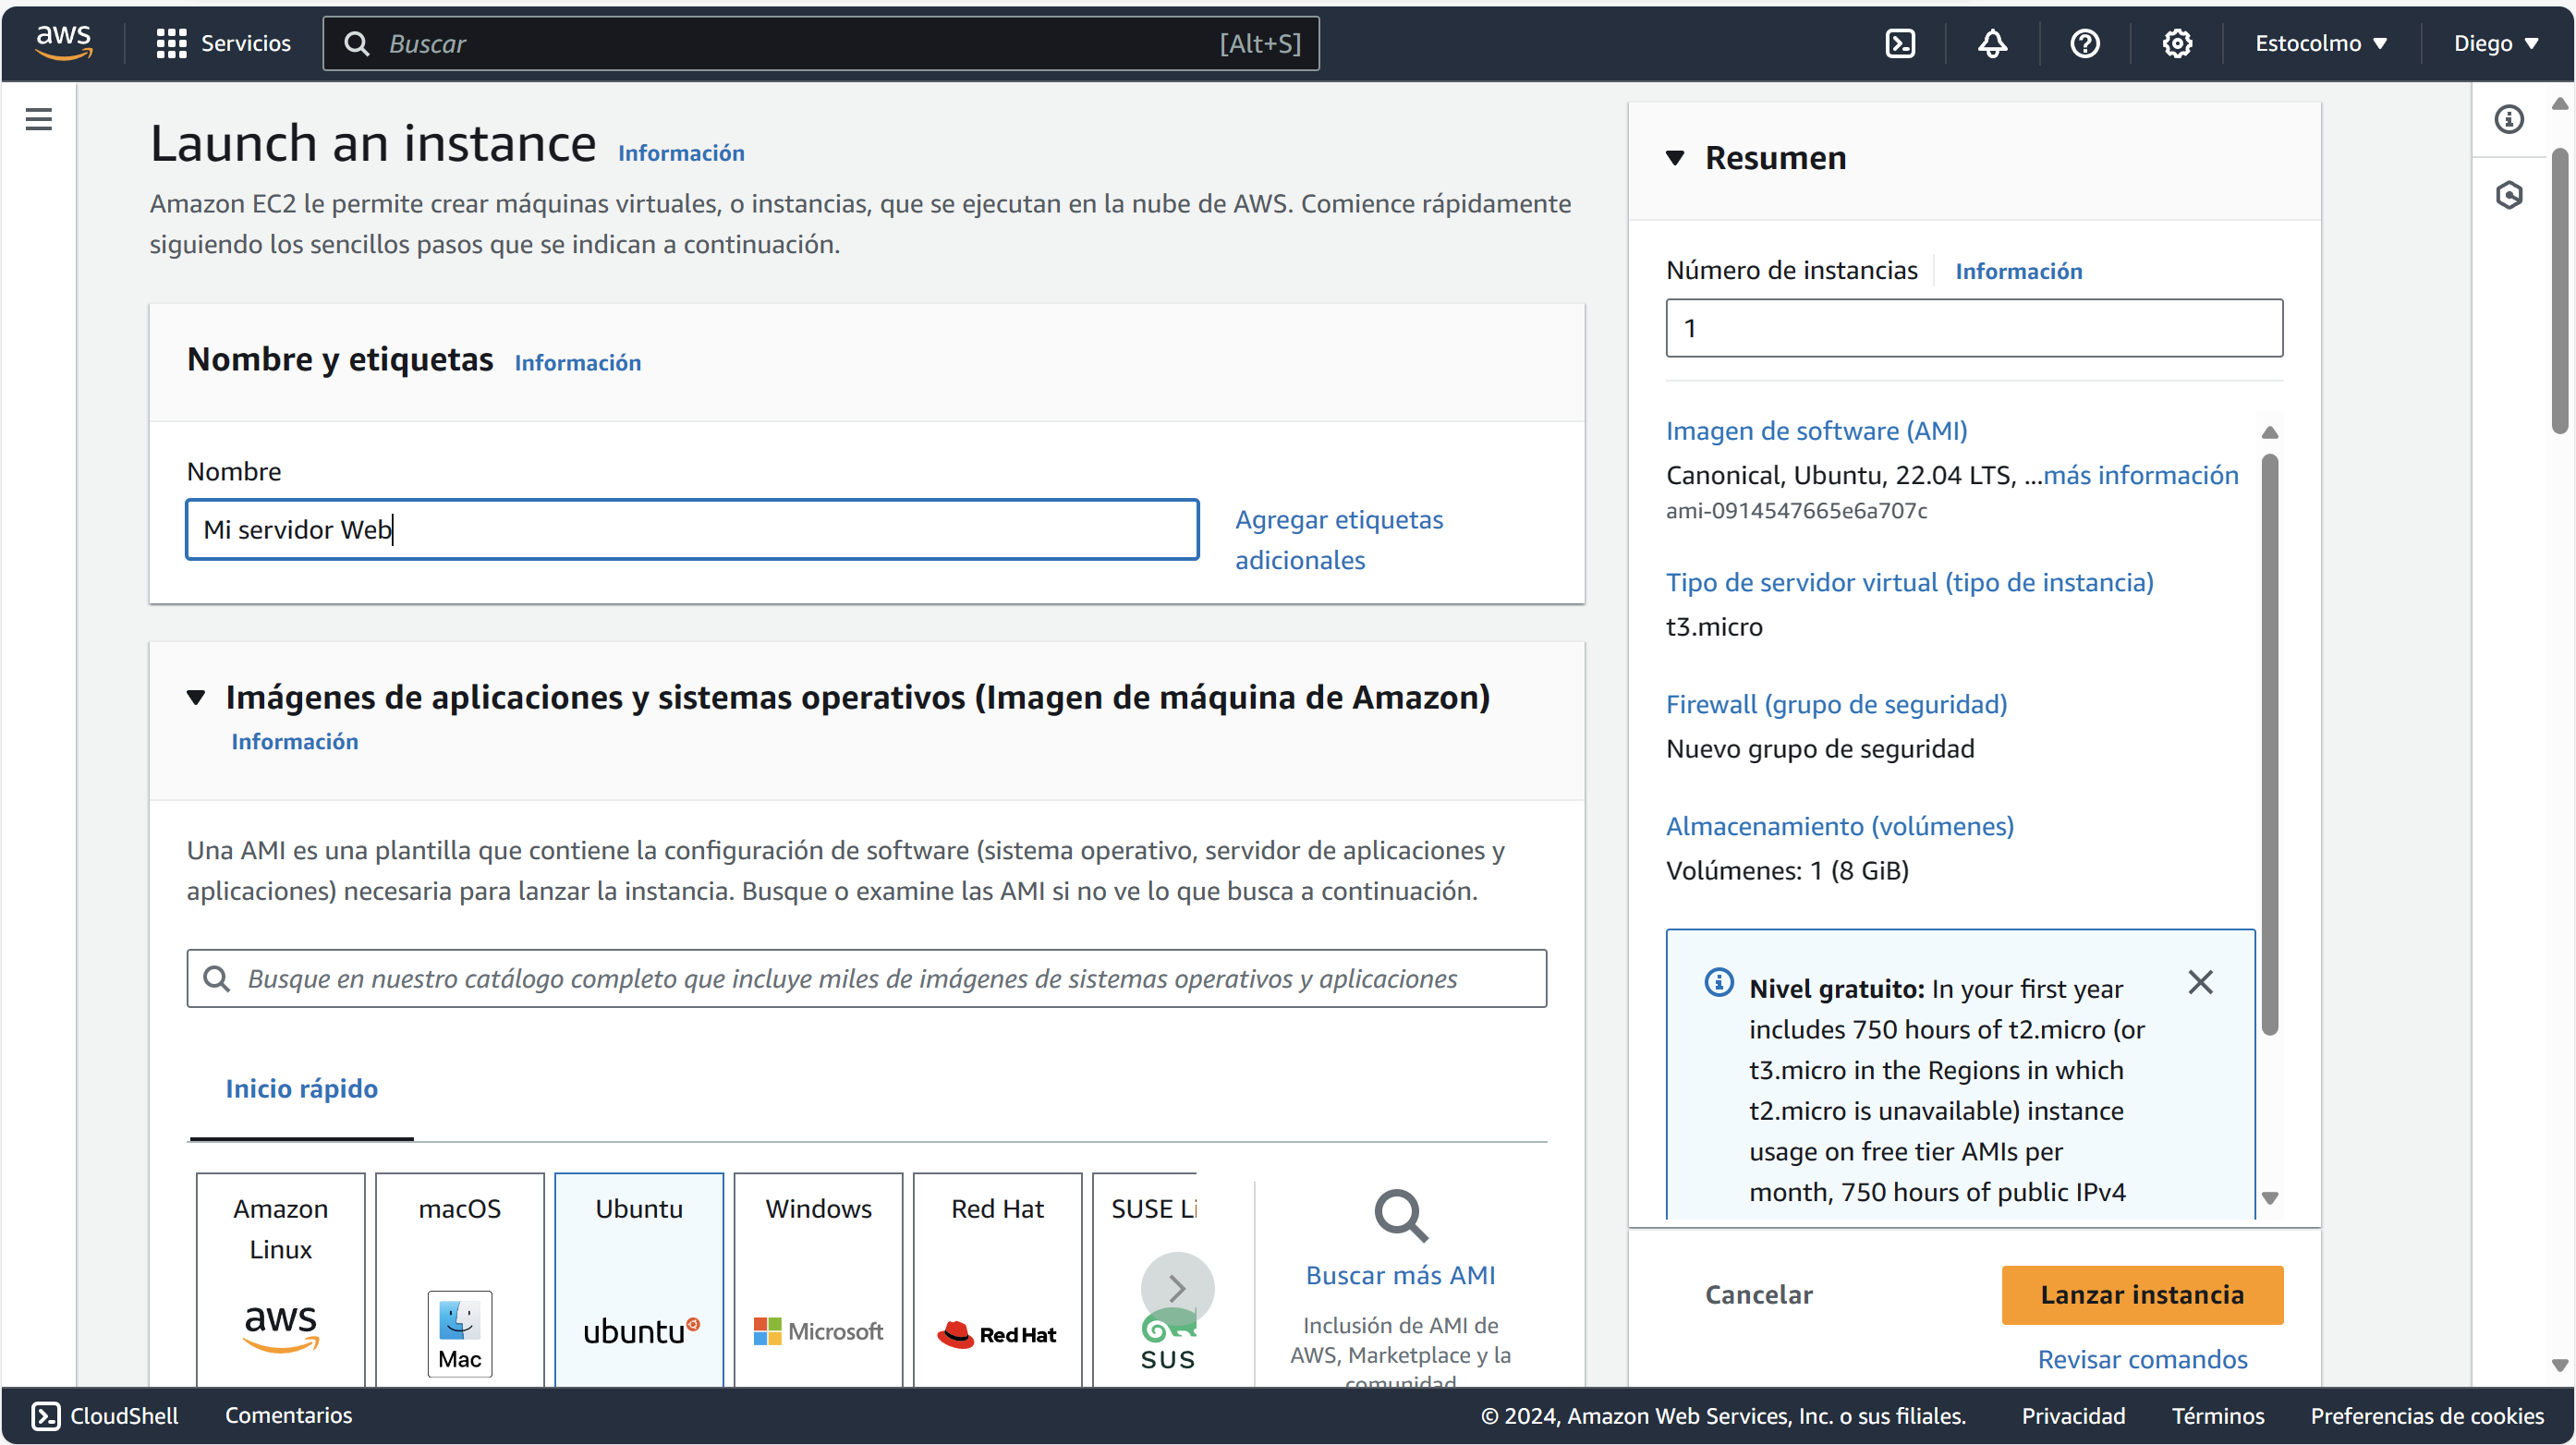 aws
Servicios
Buscar
[Alt+S]
Estocolmo
Diego
Launch an instance Información
Amazon EC2 le permite crear máquinas virtuales, o instancias, que se ejecutan en la nube de AWS. Comience rápidamente
siguiendo los sencillos pasos que se indican a continuación.
Nombre y etiquetas Información
Nombre
Mi servidor Web
Agregar etiquetas
adicionales
Imágenes de aplicaciones y sistemas operativos (Imagen de máquina de Amazon)
Información
Una AMI es una plantilla que contiene la configuración de software (sistema operativo, servidor de aplicaciones y
aplicaciones) necesaria para lanzar la instancia. Busque o examine las AMI si no ve lo que busca a continuación.
Busque en nuestro catálogo completo que incluye miles de imágenes de sistemas operativos y aplicaciones
Inicio rápido
Amazon
Linux
aws
macOS
Mac
Ubuntu
ubuntu
Windows
Microsoft
Red Hat
Red Hat
SUSE Li
SUS
Buscar más AMI
Inclusión de AMI de
AWS, Marketplace y la
comunidad
Resumen
Número de instancias Información
1
Imagen de software (AMI)
Canonical, Ubuntu, 22.04 LTS, ...más información
ami-0914547665e6a707c
Tipo de servidor virtual (tipo de instancia)
t3.micro
Firewall (grupo de seguridad)
Nuevo grupo de seguridad
Almacenamiento (volúmenes)
Volúmenes: 1 (8 GiB)
Nivel gratuito: In your first year
includes 750 hours of t2.micro (or
t3.micro in the Regions in which
t2.micro is unavailable) instance
usage on free tier AMIs per
month, 750 hours of public IPv4
Cancelar
Lanzar instancia
Revisar comandos
CloudShell
Comentarios
© 2024, Amazon Web Services, Inc. o sus filiales.
Privacidad
Términos
Preferencias de cookies